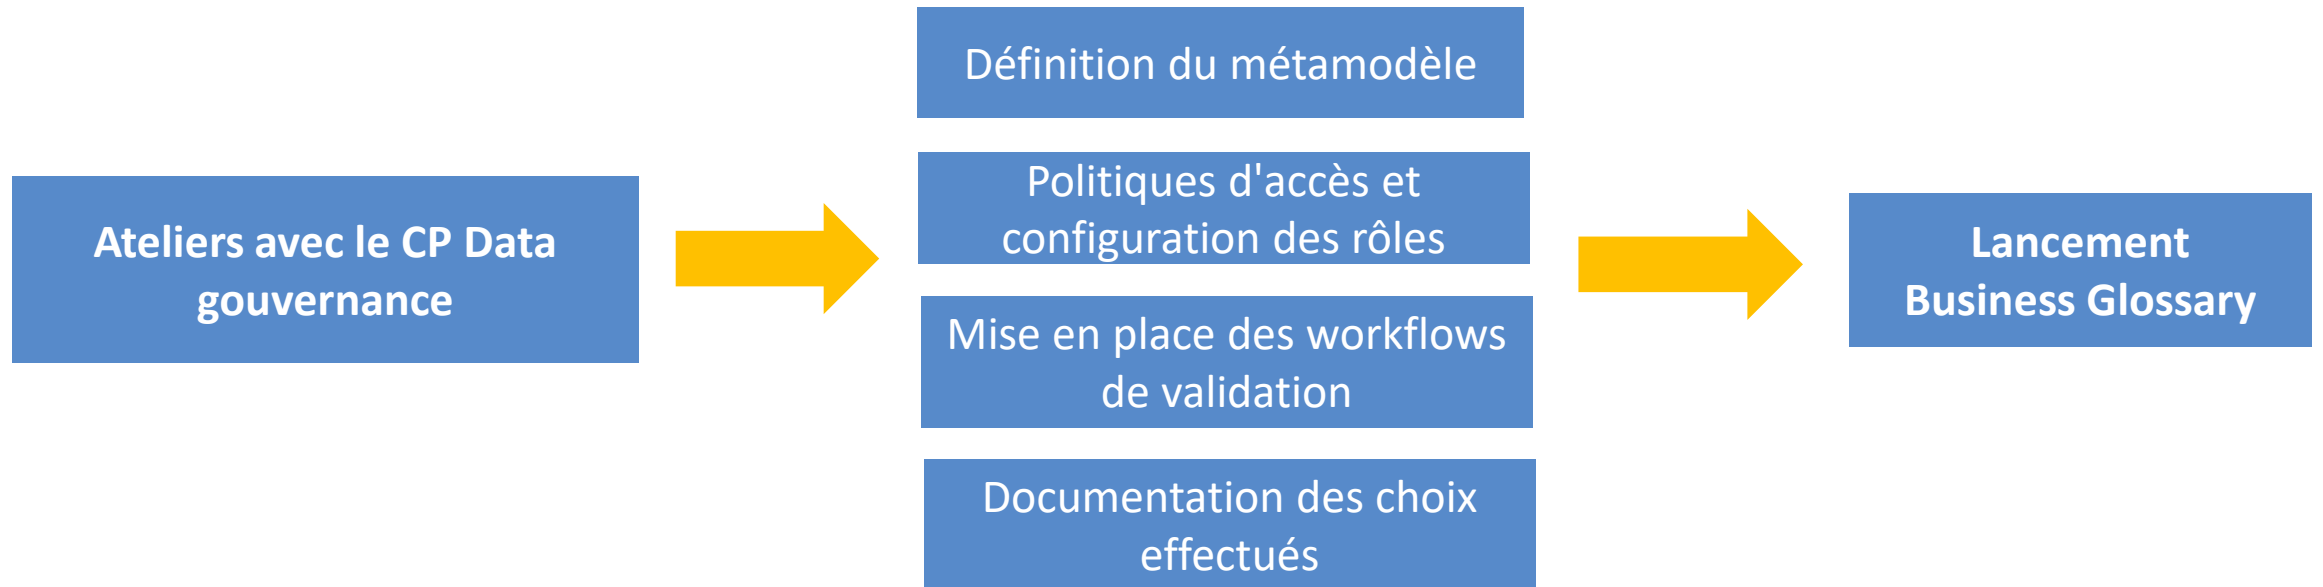 Ateliers avec le CP Data
gouvernance
Définition du métamodèle
Politiques d'accès et
configuration des rôles
Mise en place des workflows
de validation
Documentation des choix
effectués
Lancement
Business Glossary